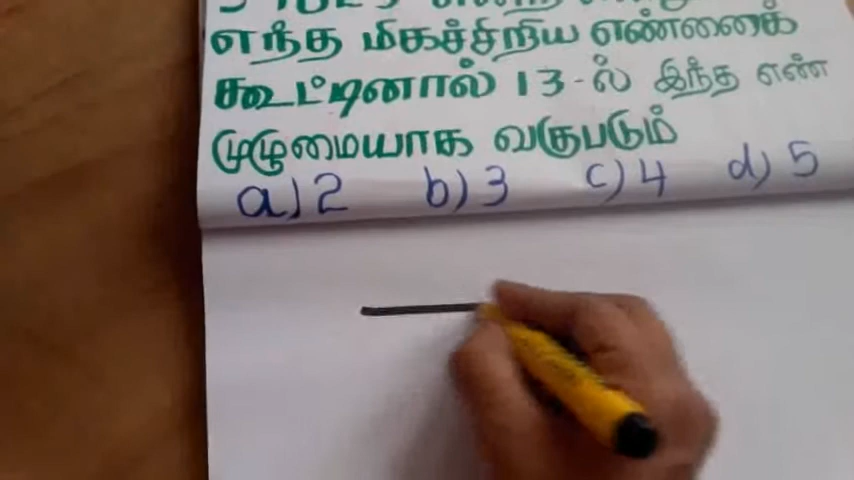 எந்த மிகச்சிறிய எண்ணைக்
கூட்டினால் 13-ல் இந்த எண்
முழுமையாக வகுபடும்
a) 2 b) 3 c) 4 d) 5